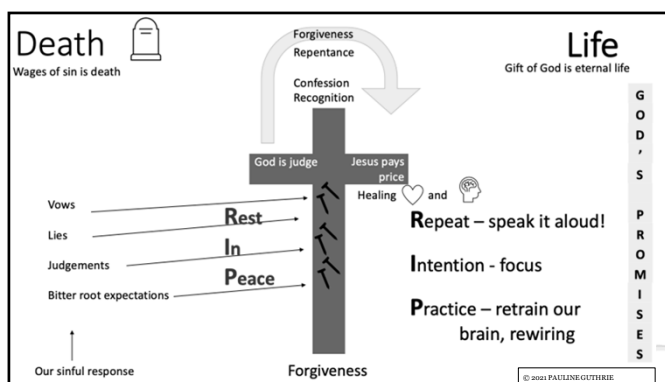 Death
Wages of sin is death
Forgiveness
Repentance
Confession
Recognition
Life
Gift of God is eternal life
God is judge
Jesus pays
price
Healing and
Vows
Lies
Judgements
Bitter root expectations
Our sinful response
Rest
In
Peace
Repeat – speak it aloud!
Intention - focus
Practice – retrain our
brain, rewiring
Forgiveness
GOD'S PROMISES
© 2021 PAULINE GUTHRIE